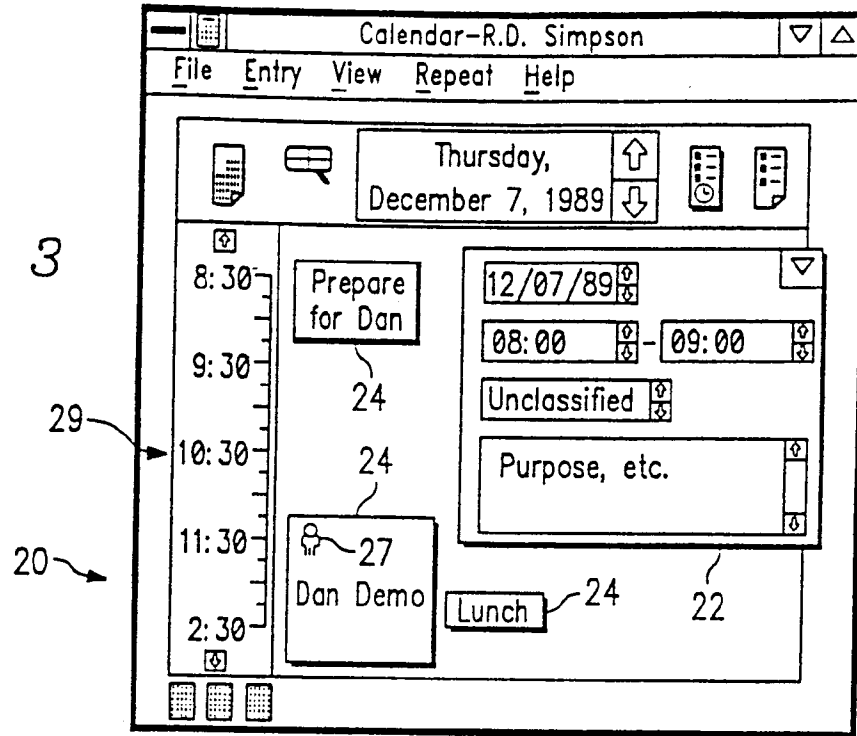 Calendar-R.D. Simpson
File Entry View Repeat Help
Thursday,
December 7, 1989
3
8:30
9:30
10:30
11:30
2:30
Prepare
for Dan
24
12/07/89
08:00 - 09:00
Unclassified
Purpose, etc.
22
29
20
24
27
Dan Demo
Lunch
24